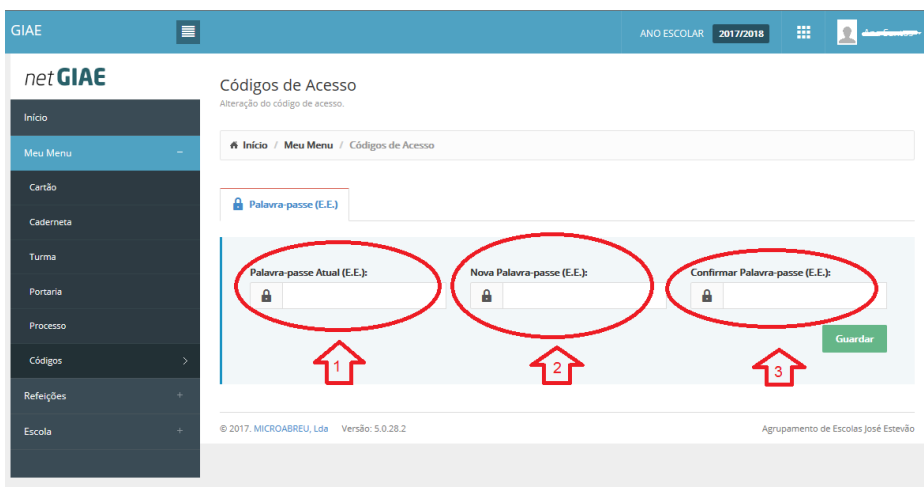 GIAE
ANO ESCOLAR 2017/2018
netGIAE
Início
Meu Menu
Cartão
Caderneta
Turma
Portaria
Processo
Códigos
Refeições
Escola
Códigos de Acesso
Alteração do código de acesso.
Início / Meu Menu / Códigos de Acesso
Palavra-passe (E.E.)
Palavra-passe Atual (E.E.):
Nova Palavra-passe (E.E.):
Confirmar Palavra-passe (E.E.):
Guardar
1
2
3
© 2017. MICROABREU, Lda Versão: 5.0.28.2
Agrupamento de Escolas José Estevão